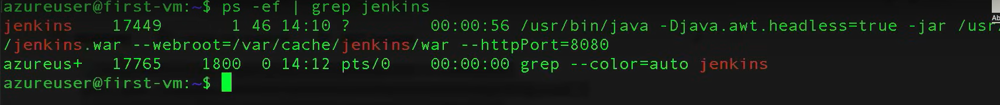 azureuser@first-vm:~$ ps -ef | grep jenkins
jenkins    17449       1 46 14:10 ?        00:00:56 /usr/bin/java -Djava.awt.headless=true -jar /usr/
/jenkins.war --webroot=/var/cache/jenkins/war --httpPort=8080
azureus+   17765    1800  0 14:12 pts/0    00:00:00 grep --color=auto jenkins
azureuser@first-vm:~$